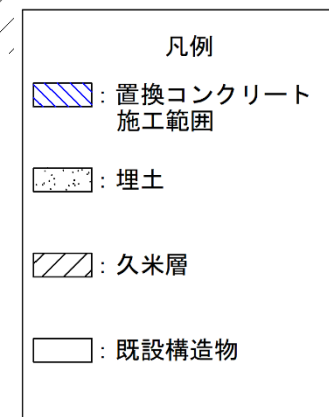 凡例
：置換コンクリート
施工範囲
：埋土
：久米層
：既設構造物